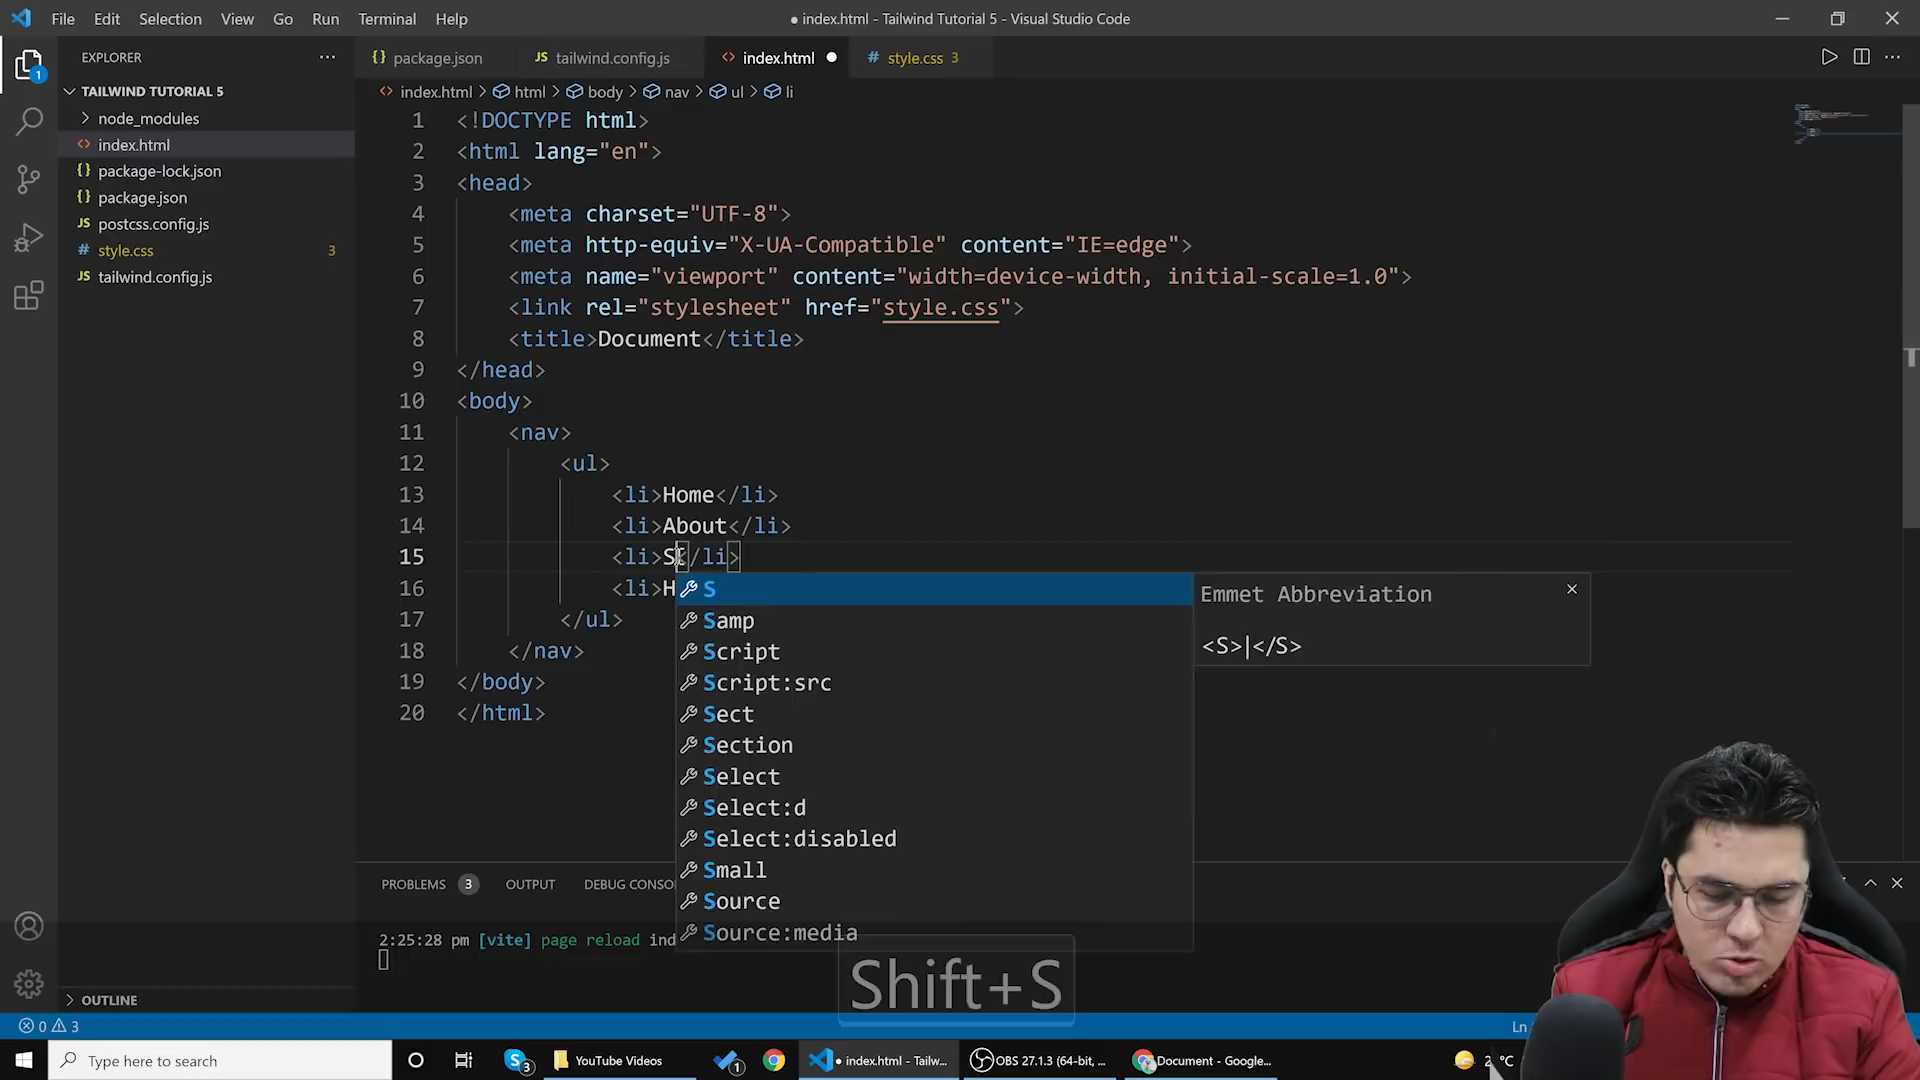 File Edit Selection View Go Run Terminal Help
● index.html - Tailwind Tutorial 5 - Visual Studio Code
EXPLORER
1
TAILWIND TUTORIAL 5
node_modules
index.html
package-lock.json
package.json
postcss.config.js
style.css 3
tailwind.config.js
OUTLINE
package.json tailwind.config.js index.html style.css 3
index.html > html > body > nav > ul > li
1 <!DOCTYPE html>
2 <html lang="en">
3 <head>
4 <meta charset="UTF-8">
5 <meta http-equiv="X-UA-Compatible" content="IE=edge">
6 <meta name="viewport" content="width=device-width, initial-scale=1.0">
7 <link rel="stylesheet" href="style.css">
8 <title>Document</title>
9 </head>
10 <body>
11 <nav>
12 <ul>
13 <li>Home</li>
14 <li>About</li>
15 <li>S</li>
16 <li>H
17 </ul>
18 </nav>
19 </body>
20 </html>
S
Samp
Script
Script:src
Sect
Section
Select
Select:d
Select:disabled
Small
Source
Source:media
Emmet Abbreviation
<S>|</S>
PROBLEMS 3 OUTPUT DEBUG CONSO
2:25:28 pm [vite] page reload ind
Shift+S
0 3
Ln
Type here to search
3
YouTube Videos
1
● index.html - Tailw...
OBS 27.1.3 (64-bit, ...
Document - Google...